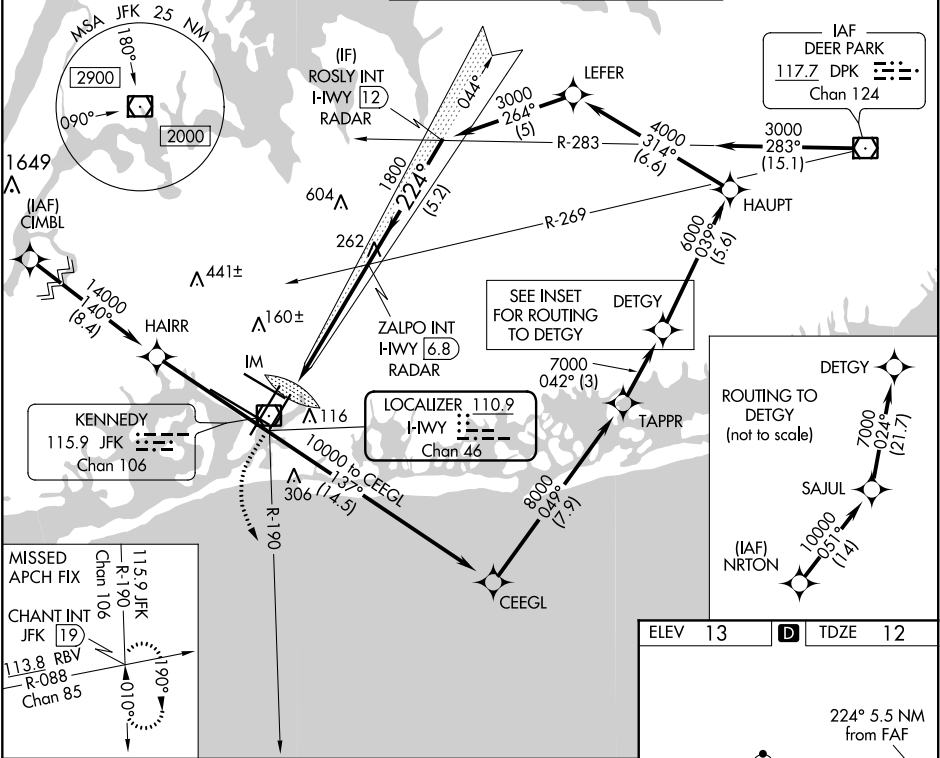 MSA JFK 25 NM
180°
2900
090°
2000
1649
(IAF)
CIMBL
14000
140°
(8.4)
HAIRR
441±
604
262
160±
IM
(IF)
ROSLY INT
I-IWY 12
RADAR
044°
1800
224°
(5.2)
3000
264°
(5)
LEFER
R-283
4000
314°
(6.6)
3000
283°
(15.1)
IAF
DEER PARK
117.7 DPK
Chan 124
HAUPT
R-269
6000
039°
(5.6)
SEE INSET
FOR ROUTING
TO DETGY
DETGY
ZALPO INT
I-IWY 6.8
RADAR
7000
042° (3)
TAPPR
KENNEDY
115.9 JFK
Chan 106
116
LOCALIZER 110.9
I-IWY
Chan 46
10000 to CEEGL
137°
(14.5)
306
R-190
8000
049°
(7.9)
CEEGL
ROUTING TO
DETGY
(not to scale)
DETGY
7000
024°
(21.7)
SAJUL
10000
051°
(14)
(IAF)
NRTON
MISSED
APCH FIX
115.9 JFK
R-190
Chan 106
CHANT INT
JFK 19
113.8 RBV
R-088
Chan 85
190°
010°
ELEV 13
D
TDZE 12
224° 5.5 NM
from FAF